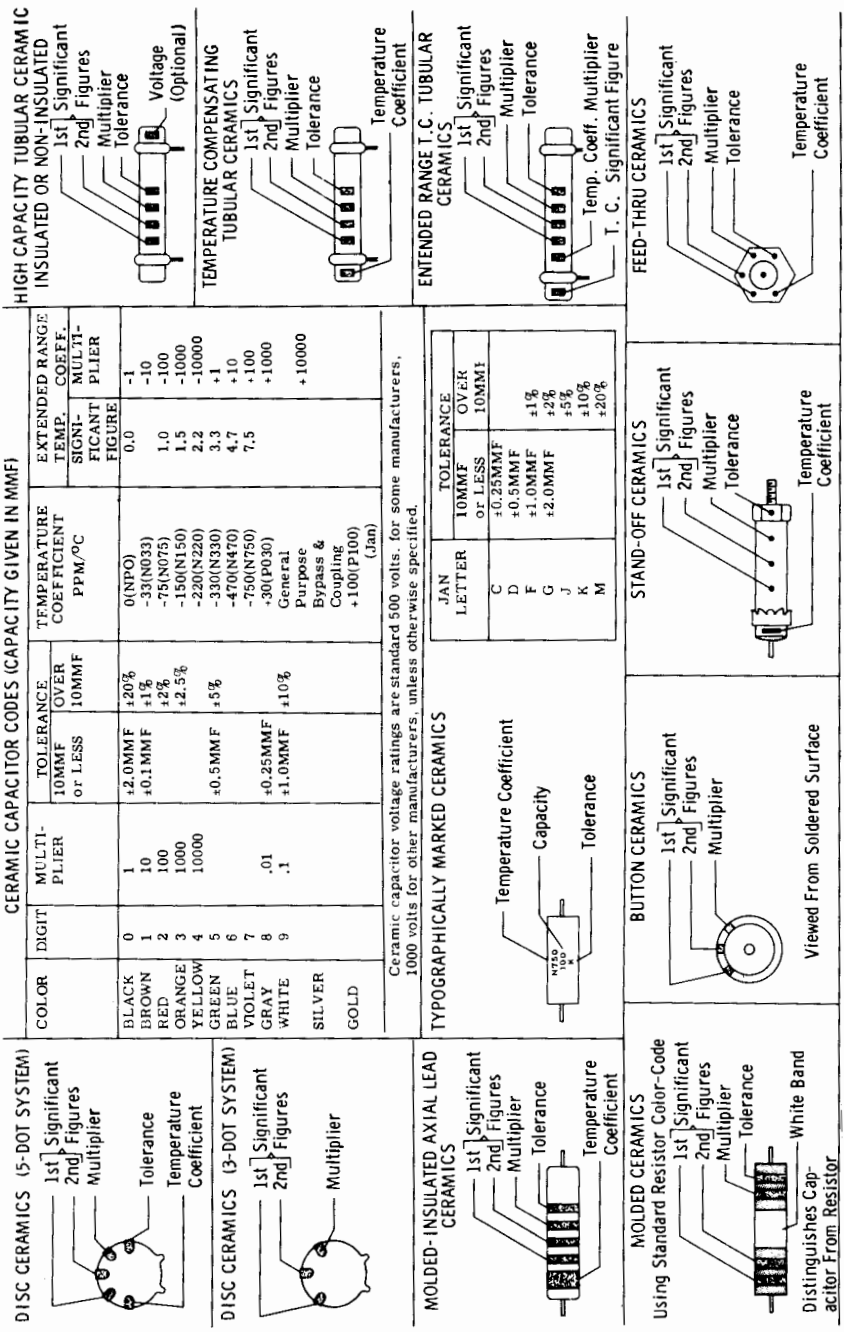 CERAMIC CAPACITOR CODES (CAPACITY GIVEN IN MMF)
DISC CERAMICS (5-DOT SYSTEM)
1st Significant
2nd Figures
Multiplier
Tolerance
Temperature
Coefficient
DISC CERAMICS (3-DOT SYSTEM)
1st Significant
2nd Figures
Multiplier
COLOR DIGIT MULTI-PLIER TOLERANCE 10MMF or LESS OVER 10MMF TEMPERATURE COEFFICIENT PPM/°C EXTENDED RANGE TEMP. COEFF. SIGNI-FICANT FIGURE MULTI-PLIER
BLACK 0 1 ±2.0MMF ±20% 0(NPO) 0.0 -1
BROWN 1 10 ±0.1MMF ±1% -33(N033) -10
RED 2 100 ±2% -75(N075) 1.0 -100
ORANGE 3 1000 ±2.5% -150(N150) 1.5 -1000
YELLOW 4 10000 -220(N220) 2.2 -10000
GREEN 5 ±0.5MMF ±5% -330(N330) 3.3 +1
BLUE 6 -470(N470) 4.7 +10
VIOLET 7 -750(N750) 7.5 +100
GRAY 8 .01 ±0.25MMF +30(P030) +1000
WHITE 9 .1 ±1.0MMF ±10% General +10000
Purpose
SILVER Bypass &
Coupling
GOLD +100(P100)
(Jan)
Ceramic capacitor voltage ratings are standard 500 volts, for some manufacturers,
1000 volts for other manufacturers, unless otherwise specified.
HIGH CAPACITY TUBULAR CERAMIC
INSULATED OR NON-INSULATED
1st Significant
2nd Figures
Multiplier
Tolerance
Voltage
(Optional)
TEMPERATURE COMPENSATING
TUBULAR CERAMICS
1st Significant
2nd Figures
Multiplier
Tolerance
Temperature
Coefficient
MOLDED-INSULATED AXIAL LEAD
CERAMICS
1st Significant
2nd Figures
Multiplier
Tolerance
Temperature
Coefficient
TYPOGRAPHICALLY MARKED CERAMICS
Temperature Coefficient
Capacity
Tolerance
N750
100
K
JAN LETTER TOLERANCE 10MMF or LESS OVER 10MMF
C ±0.25MMF
D ±0.5MMF
F ±1.0MMF ±1%
G ±2.0MMF ±2%
J ±5%
K ±10%
M ±20%
EXTENDED RANGE T.C. TUBULAR
CERAMICS
1st Significant
2nd Figures
Multiplier
Tolerance
Temp. Coeff. Multiplier
T. C. Significant Figure
MOLDED CERAMICS
Using Standard Resistor Color-Code
1st Significant
2nd Figures
Multiplier
Tolerance
White Band
Distinguishes Cap-
acitor From Resistor
BUTTON CERAMICS
1st Significant
2nd Figures
Multiplier
Viewed From Soldered Surface
STAND-OFF CERAMICS
1st Significant
2nd Figures
Multiplier
Tolerance
Temperature
Coefficient
FEED-THRU CERAMICS
1st Significant
2nd Figures
Multiplier
Tolerance
Temperature
Coefficient